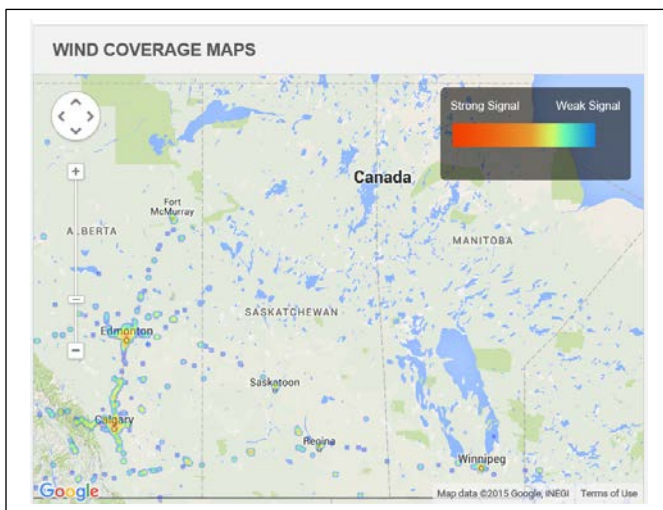 WIND COVERAGE MAPS
Strong Signal Weak Signal
Canada
Fort
McMurray
ALBERTA
MANITOBA
SASKATCHEWAN
Edmonton
Saskatoon
Calgary
Regina
Winnipeg
Google
Map data ©2015 Google, INEGI Terms of Use